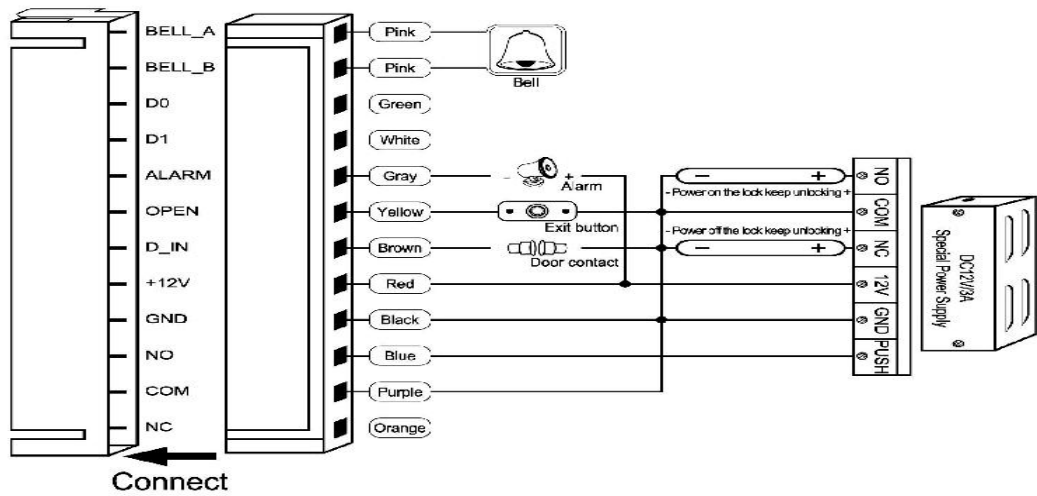 BELL_A Pink
Bell
BELL_B Pink
D0 Green
D1 White
ALARM Gray - + Alarm - + NO
- Power on the lock keep unlocking +
OPEN Yellow Exit button COM
- Power off the lock keep unlocking +
D_IN Brown Door contact - + NC
+12V Red 12V
GND Black GND
NO Blue PUSH
COM Purple
NC Orange
DC12V/3A
Special Power Supply
Connect